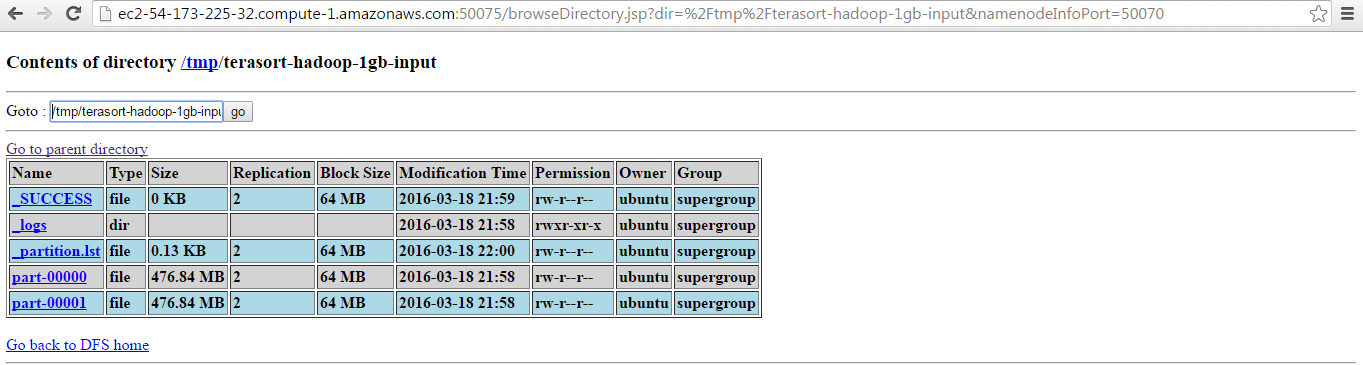 ec2-54-173-225-32.compute-1.amazonaws.com:50075/browseDirectory.jsp?dir=%2Ftmp%2Fterasort-hadoop-1gb-input&namenodeInfoPort=50070
Contents of directory /tmp/terasort-hadoop-1gb-input
Goto : /tmp/terasort-hadoop-1gb-inpu go
Go to parent directory
Name Type Size Replication Block Size Modification Time Permission Owner Group
_SUCCESS file 0 KB 2 64 MB 2016-03-18 21:59 rw-r--r-- ubuntu supergroup
_logs dir 2016-03-18 21:58 rwxr-xr-x ubuntu supergroup
_partition.lst file 0.13 KB 2 64 MB 2016-03-18 22:00 rw-r--r-- ubuntu supergroup
part-00000 file 476.84 MB 2 64 MB 2016-03-18 21:58 rw-r--r-- ubuntu supergroup
part-00001 file 476.84 MB 2 64 MB 2016-03-18 21:58 rw-r--r-- ubuntu supergroup
Go back to DFS home